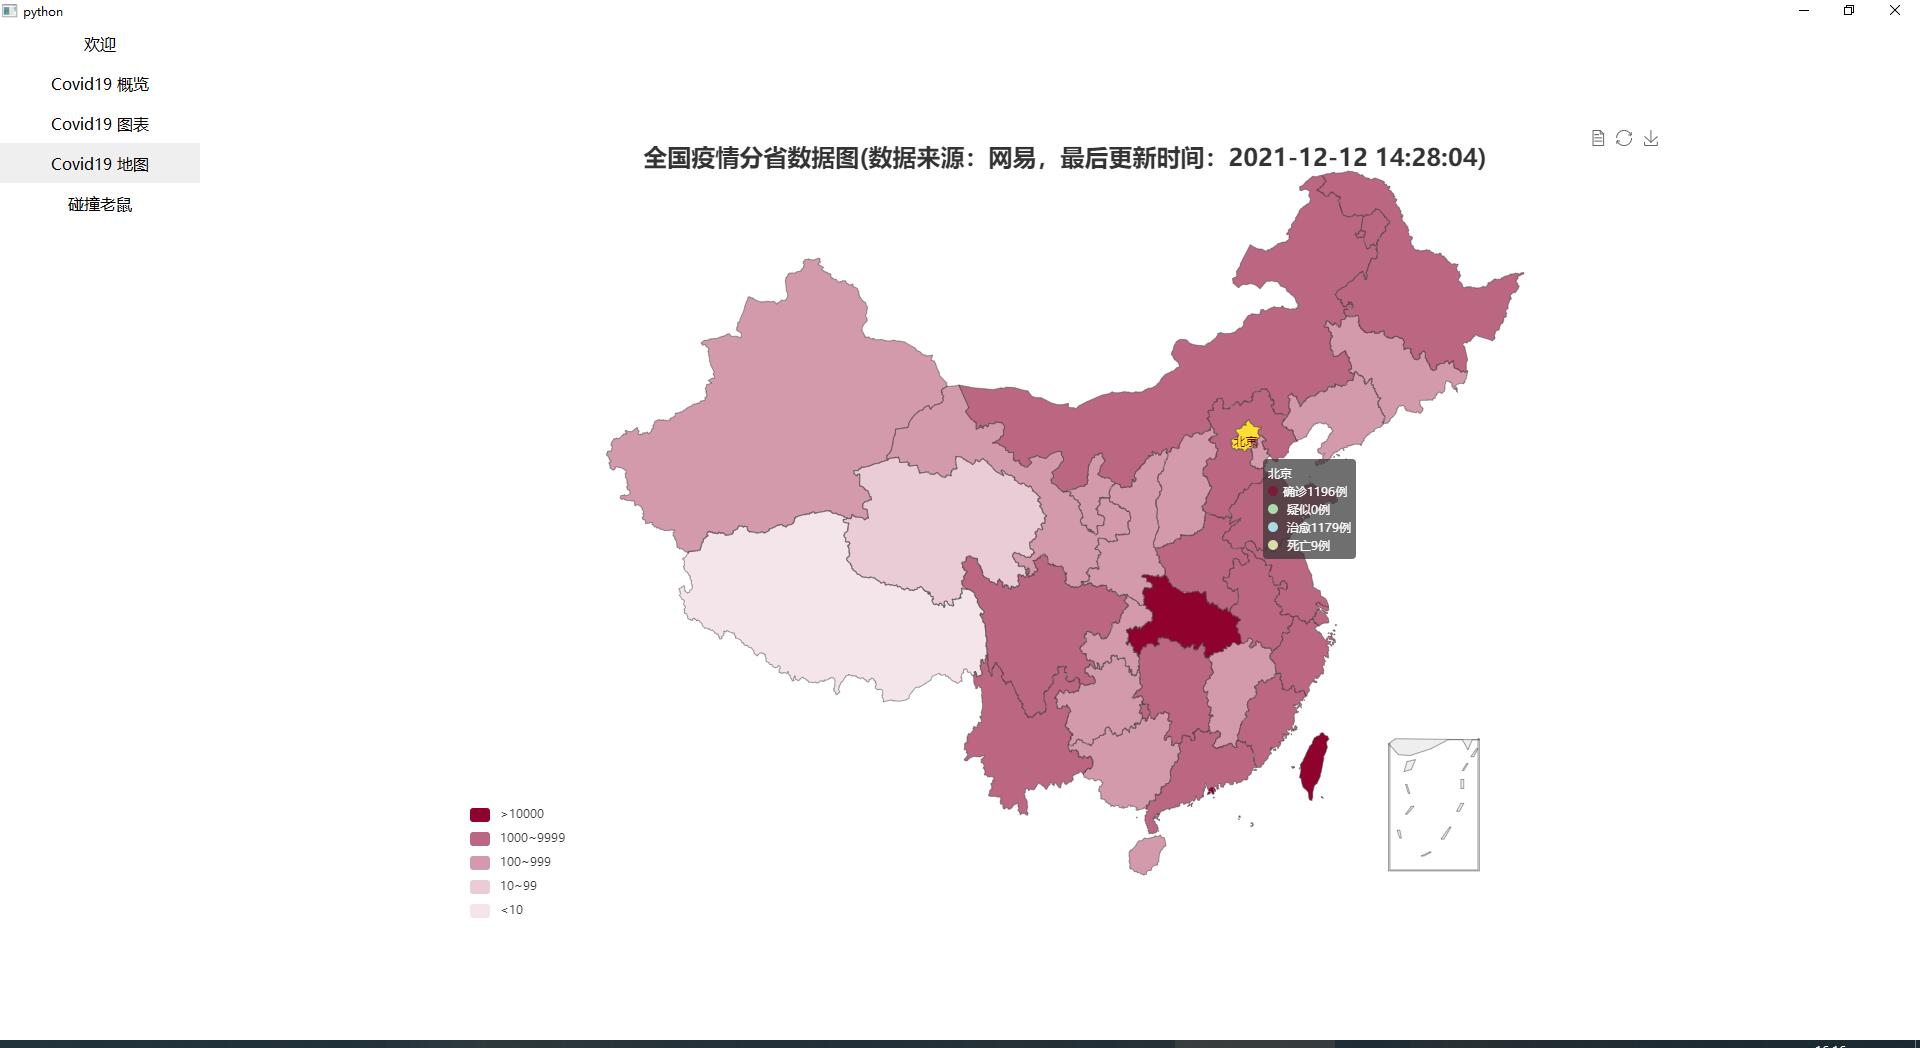 python
欢迎
Covid19 概览
Covid19 图表
Covid19 地图
碰撞老鼠
全国疫情分省数据图(数据来源：网易，最后更新时间：2021-12-12 14:28:04)
北京
北京
确诊1196例
疑似0例
治愈1179例
死亡9例
>10000
1000~9999
100~999
10~99
<10